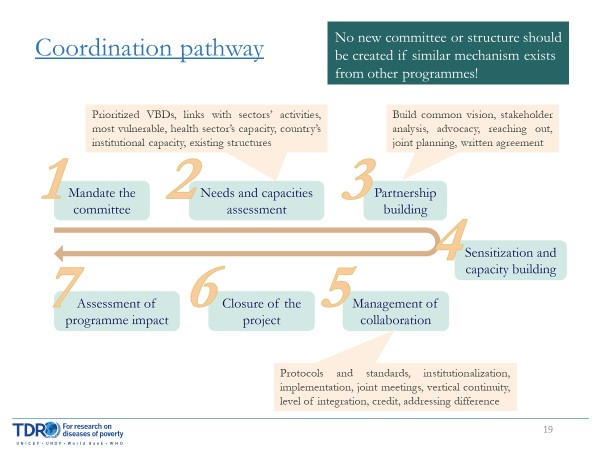 Coordination pathway
No new committee or structure should
be created if similar mechanism exists
from other programmes!
Prioritized VBDs, links with sectors' activities,
most vulnerable, health sector's capacity, country's
institutional capacity, existing structures
Build common vision, stakeholder
analysis, advocacy, reaching out,
joint planning, written agreement
1
Mandate the
committee
2
Needs and capacities
assessment
3
Partnership
building
4
Sensitization and
capacity building
7
Assessment of
programme impact
6
Closure of the
project
5
Management of
collaboration
Protocols and standards, institutionalization,
implementation, joint meetings, vertical continuity,
level of integration, credit, addressing difference
TDR For research on
diseases of poverty
UNICEF • UNDP • World Bank • WHO
19